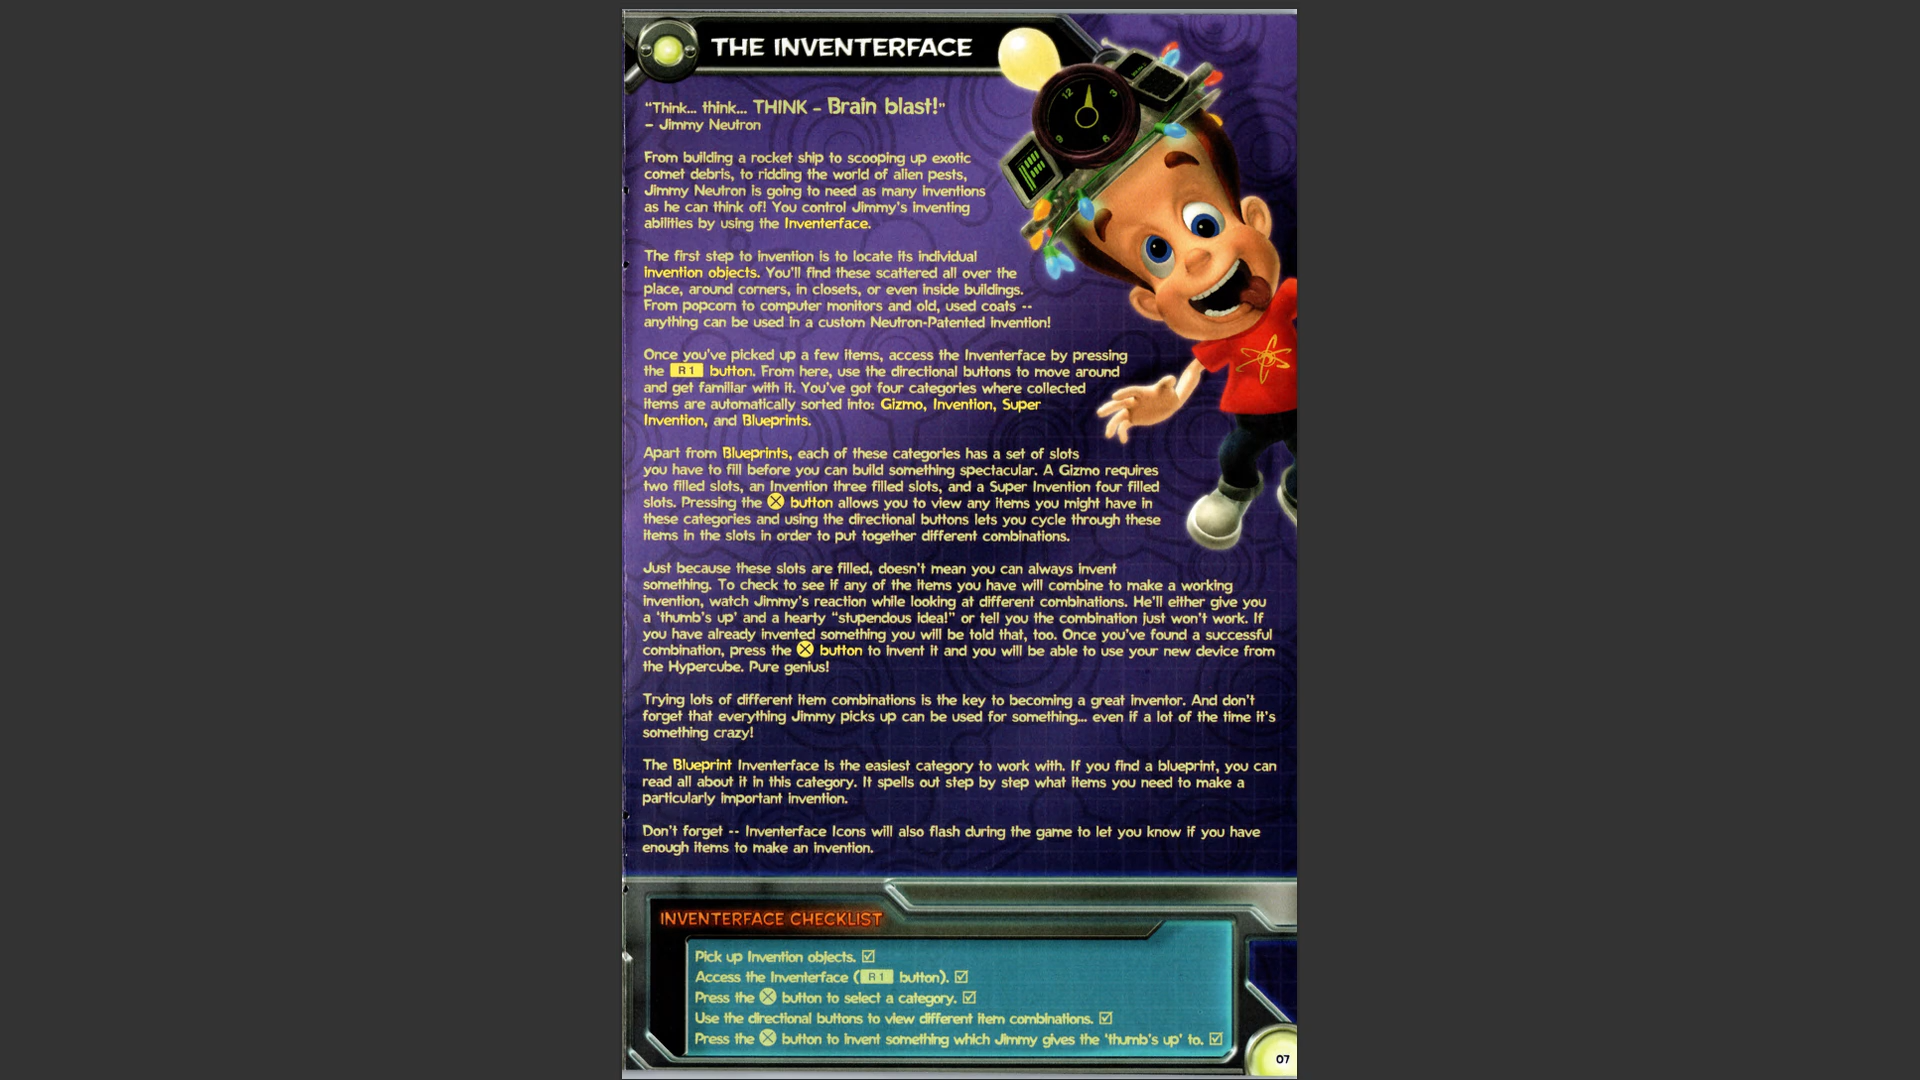 THE INVENTERFACE
12
3
6
9
"Think... think... THINK – Brain blast!"
– Jimmy Neutron
From building a rocket ship to scooping up exotic
comet debris, to ridding the world of alien pests,
Jimmy Neutron is going to need as many inventions
as he can think of! You control Jimmy's inventing
abilities by using the Inventerface.
The first step to invention is to locate its individual
invention objects. You'll find these scattered all over the
place, around corners, in closets, or even inside buildings.
From popcorn to computer monitors and old, used coats --
anything can be used in a custom Neutron-Patented invention!
Once you've picked up a few items, access the Inventerface by pressing
the R1 button. From here, use the directional buttons to move around
and get familiar with it. You've got four categories where collected
items are automatically sorted into: Gizmo, Invention, Super
Invention, and Blueprints.
Apart from Blueprints, each of these categories has a set of slots
you have to fill before you can build something spectacular. A Gizmo requires
two filled slots, an Invention three filled slots, and a Super Invention four filled
slots. Pressing the ⓧ button allows you to view any items you might have in
these categories and using the directional buttons lets you cycle through these
items in the slots in order to put together different combinations.
Just because these slots are filled, doesn't mean you can always invent
something. To check to see if any of the items you have will combine to make a working
invention, watch Jimmy's reaction while looking at different combinations. He'll either give you
a 'thumb's up' and a hearty "stupendous idea!" or tell you the combination just won't work. If
you have already invented something you will be told that, too. Once you've found a successful
combination, press the ⓧ button to invent it and you will be able to use your new device from
the Hypercube. Pure genius!
Trying lots of different item combinations is the key to becoming a great inventor. And don't
forget that everything Jimmy picks up can be used for something... even if a lot of the time it's
something crazy!
The Blueprint Inventerface is the easiest category to work with. If you find a blueprint, you can
read all about it in this category. It spells out step by step what items you need to make a
particularly important invention.
Don't forget -- Inventerface Icons will also flash during the game to let you know if you have
enough items to make an invention.
INVENTERFACE CHECKLIST
Pick up Invention objects. ☑
Access the Inventerface (R1 button). ☑
Press the ⓧ button to select a category. ☑
Use the directional buttons to view different item combinations. ☑
Press the ⓧ button to invent something which Jimmy gives the 'thumb's up' to. ☑
07